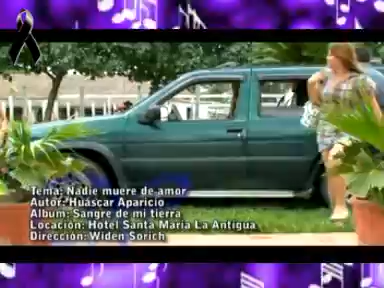 Tema: Nadie muere de amor
Autor: Huáscar Aparicio
Album: Sangre de mi tierra
Locación: Hotel Santa María La Antigua
Dirección: Widen Sorich